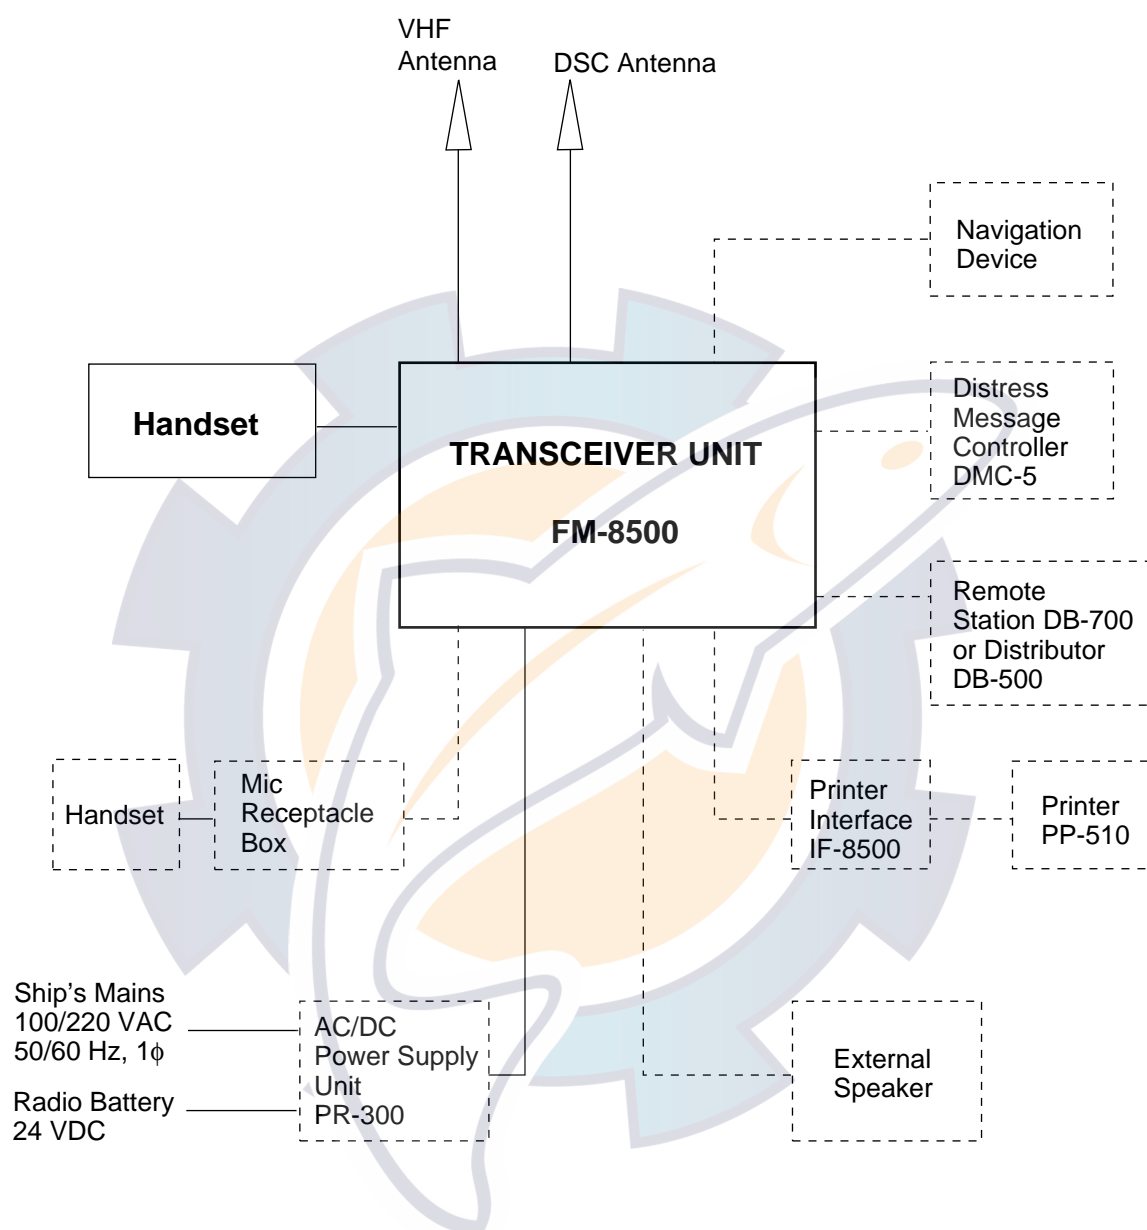 VHF
Antenna
DSC Antenna
Navigation
Device
Handset
TRANSCEIVER UNIT
FM-8500
Distress
Message
Controller
DMC-5
Remote
Station DB-700
or Distributor
DB-500
Handset
Mic
Receptacle
Box
Printer
Interface
IF-8500
Printer
PP-510
Ship’s Mains
100/220 VAC
50/60 Hz, 1ϕ
Radio Battery
24 VDC
AC/DC
Power Supply
Unit
PR-300
External
Speaker